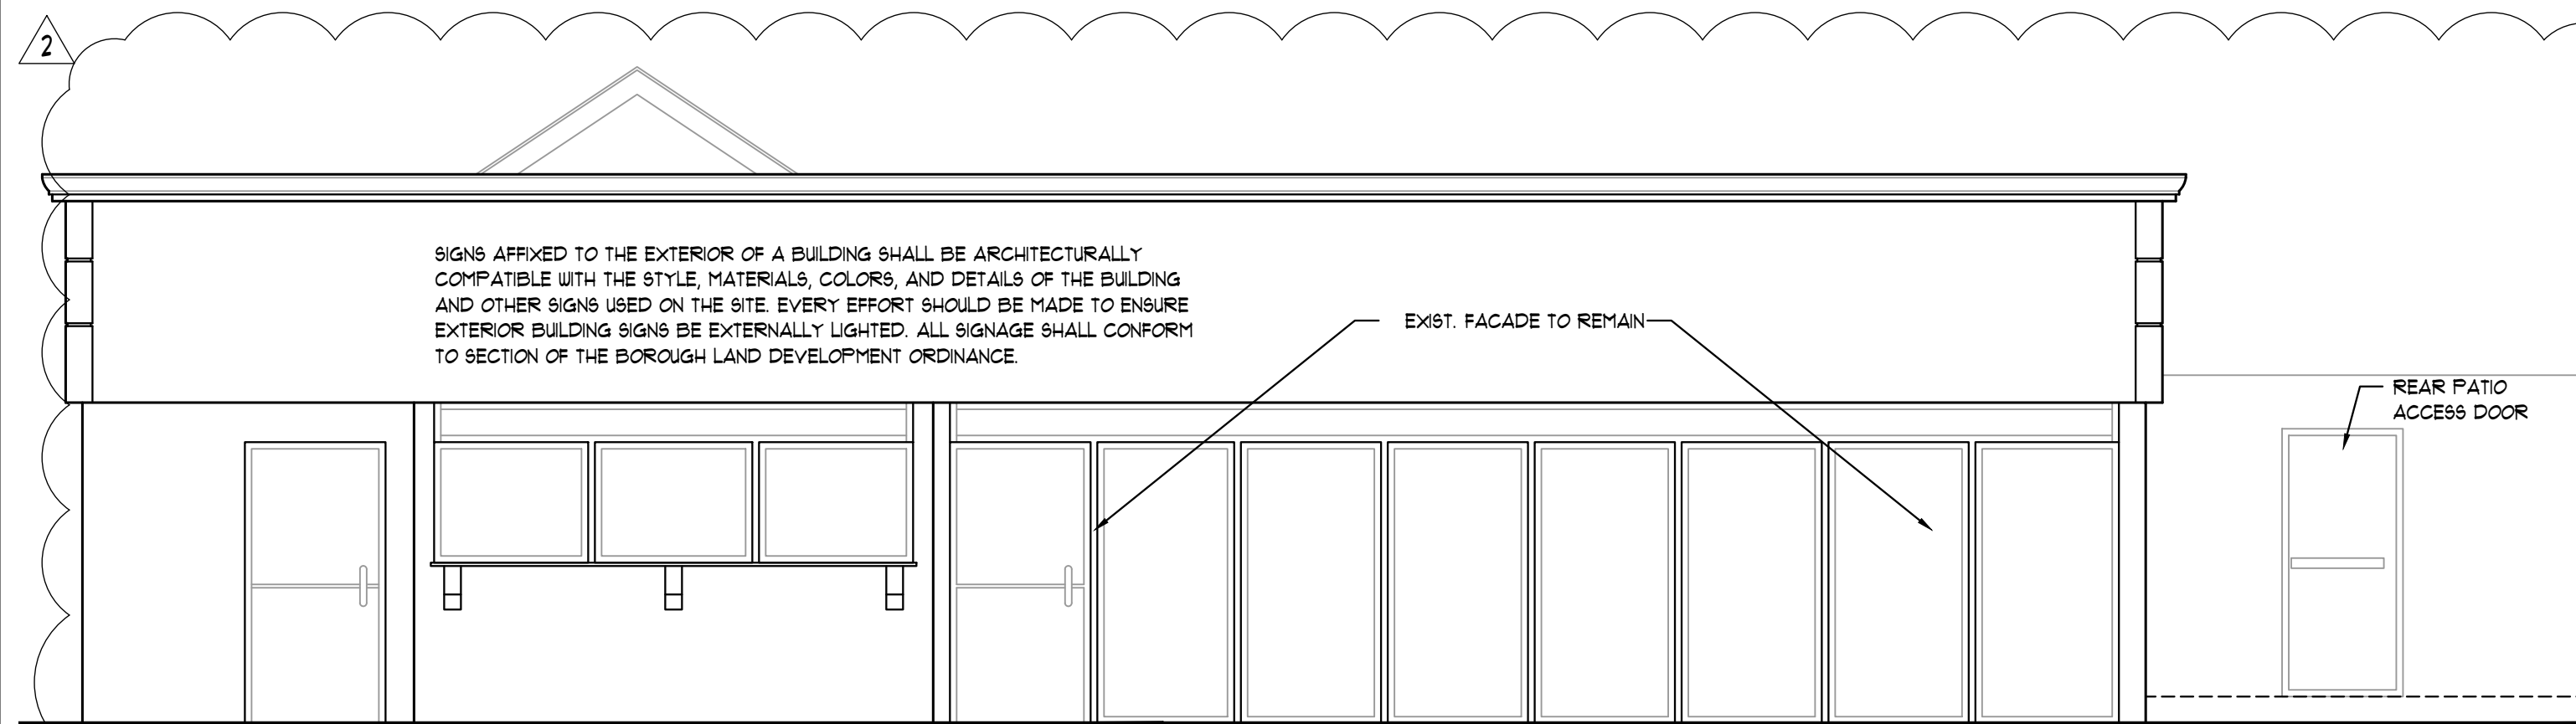 2
SIGNS AFFIXED TO THE EXTERIOR OF A BUILDING SHALL BE ARCHITECTURALLY
COMPATIBLE WITH THE STYLE, MATERIALS, COLORS, AND DETAILS OF THE BUILDING
AND OTHER SIGNS USED ON THE SITE. EVERY EFFORT SHOULD BE MADE TO ENSURE
EXTERIOR BUILDING SIGNS BE EXTERNALLY LIGHTED. ALL SIGNAGE SHALL CONFORM
TO SECTION OF THE BOROUGH LAND DEVELOPMENT ORDINANCE.
EXIST. FACADE TO REMAIN
REAR PATIO
ACCESS DOOR